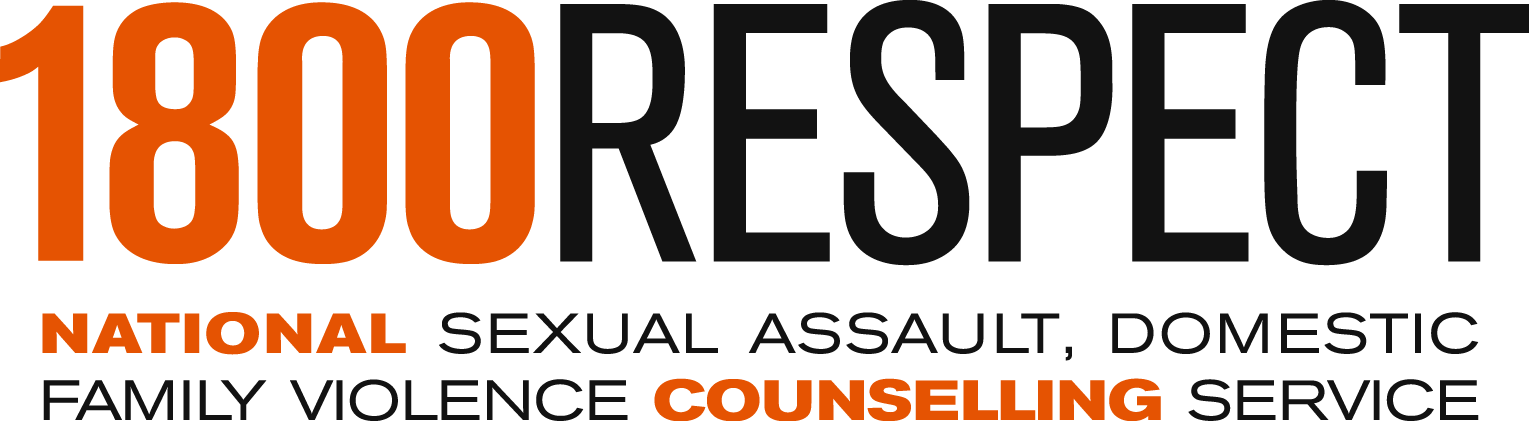 1800RESPECT
NATIONAL SEXUAL ASSAULT, DOMESTIC
FAMILY VIOLENCE COUNSELLING SERVICE